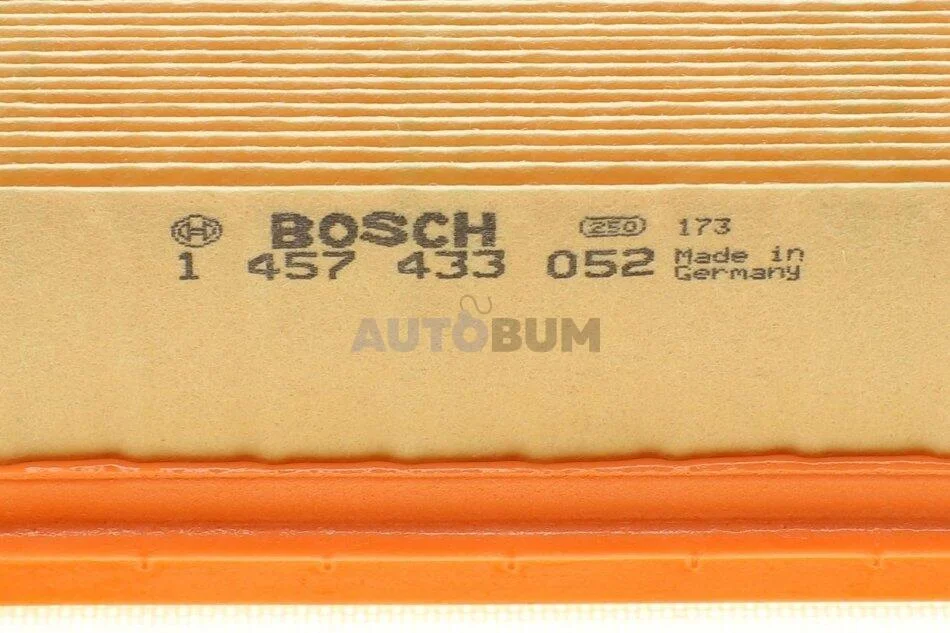 BOSCH 250 173
1 457 433 052 Made in
Germany
AUTOBUM